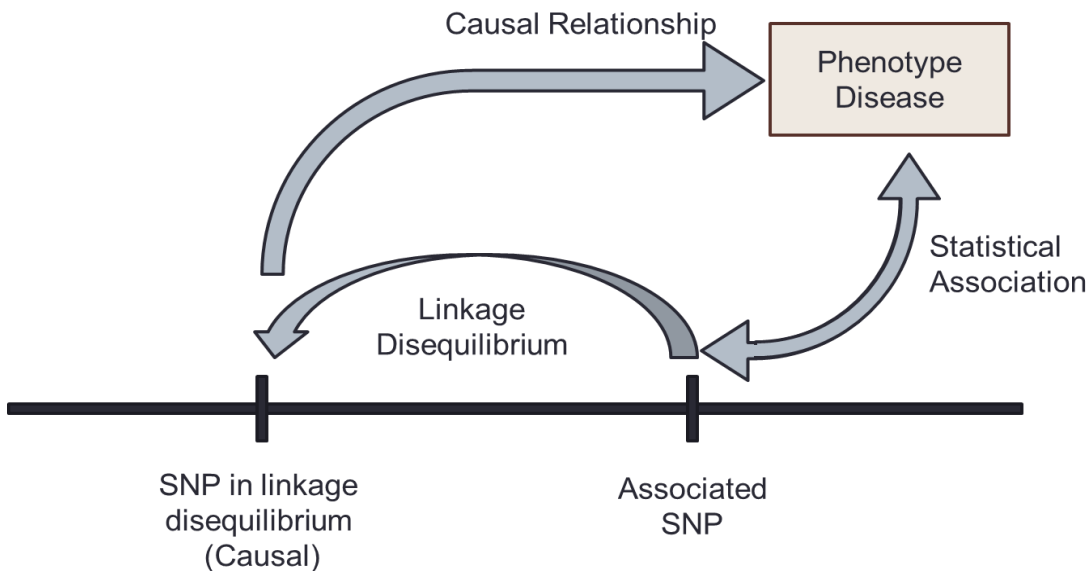 Causal Relationship
Phenotype
Disease
Statistical
Association
Linkage
Disequilibrium
SNP in linkage
disequilibrium
(Causal)
Associated
SNP